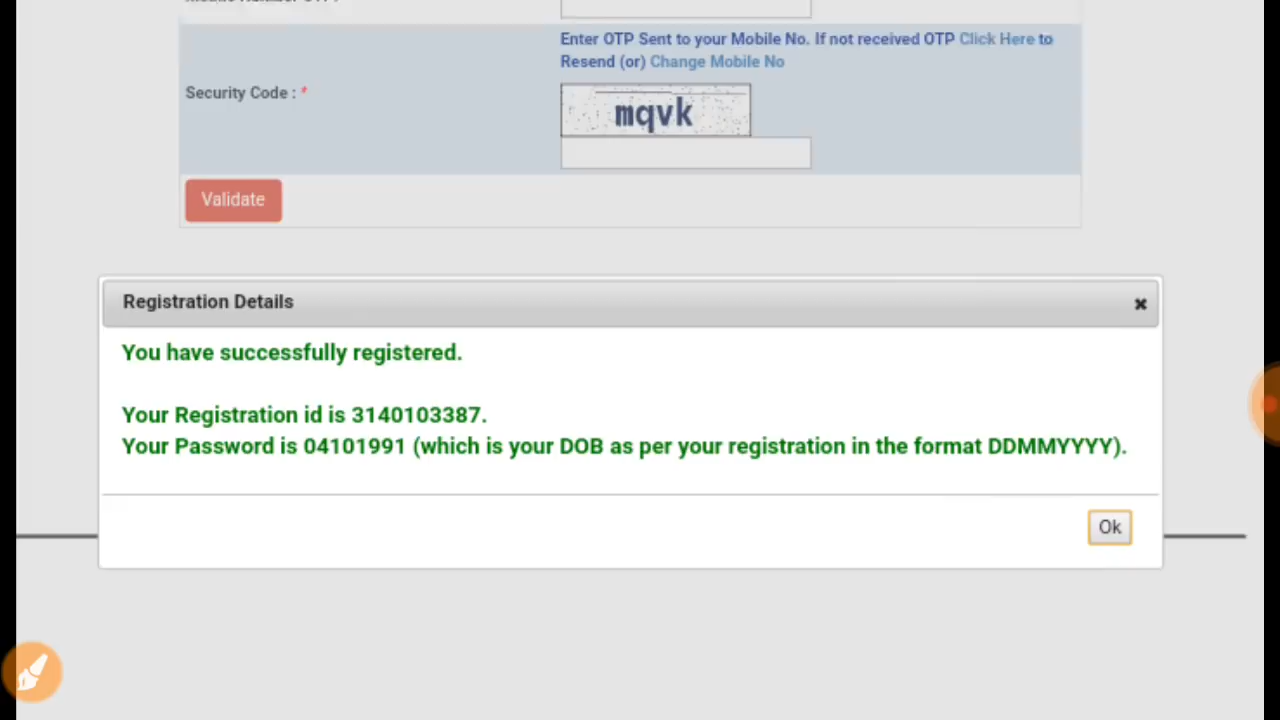 Enter OTP Sent to your Mobile No. If not received OTP Click Here to
Resend (or) Change Mobile No
Security Code : *
mqvk
Validate
Registration Details
You have successfully registered.
Your Registration id is 3140103387.
Your Password is 04101991 (which is your DOB as per your registration in the format DDMMYYYY).
Ok